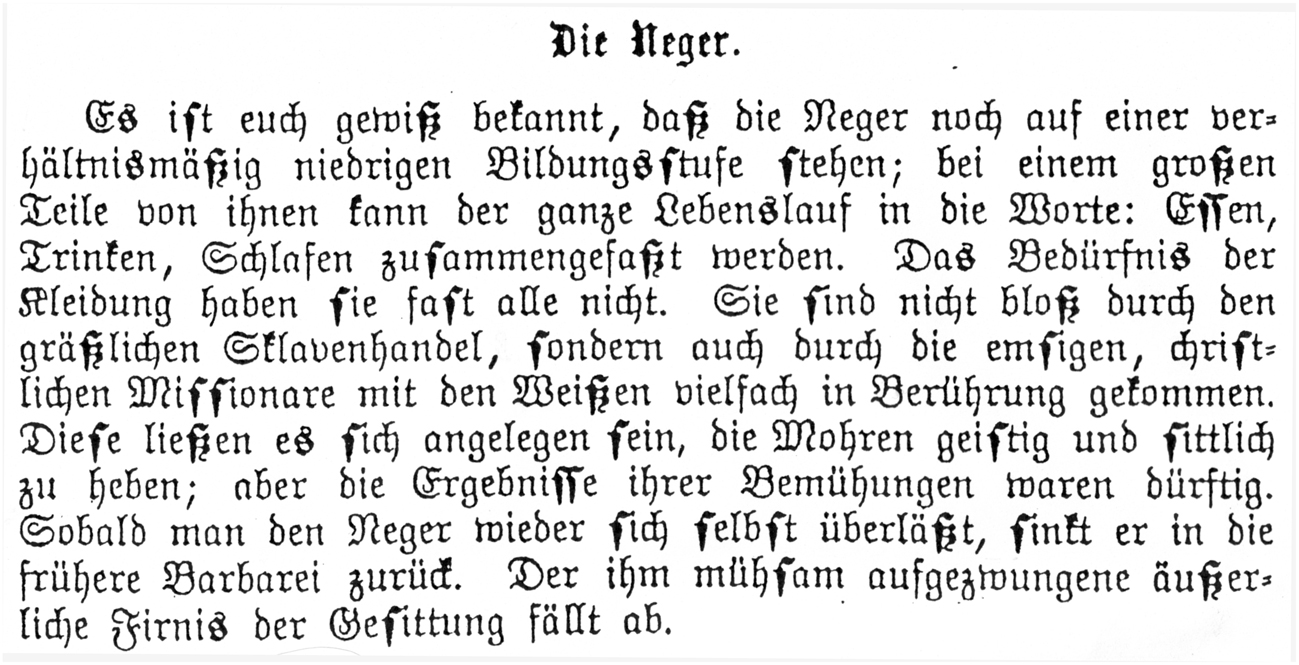 Die Neger.
Es ist euch gewiß bekannt, daß die Neger noch auf einer ver-
hältnismäßig niedrigen Bildungsstufe stehen; bei einem großen
Teile von ihnen kann der ganze Lebenslauf in die Worte: Essen,
Trinken, Schlafen zusammengefaßt werden. Das Bedürfnis der
Kleidung haben sie fast alle nicht. Sie sind nicht bloß durch den
gräßlichen Sklavenhandel, sondern auch durch die emsigen, christ-
lichen Missionare mit den Weißen vielfach in Berührung gekommen.
Diese ließen es sich angelegen sein, die Mohren geistig und sittlich
zu heben; aber die Ergebnisse ihrer Bemühungen waren dürftig.
Sobald man den Neger wieder sich selbst überläßt, sinkt er in die
frühere Barbarei zurück. Der ihm mühsam aufgezwungene äußer-
liche Firnis der Gesittung fällt ab.